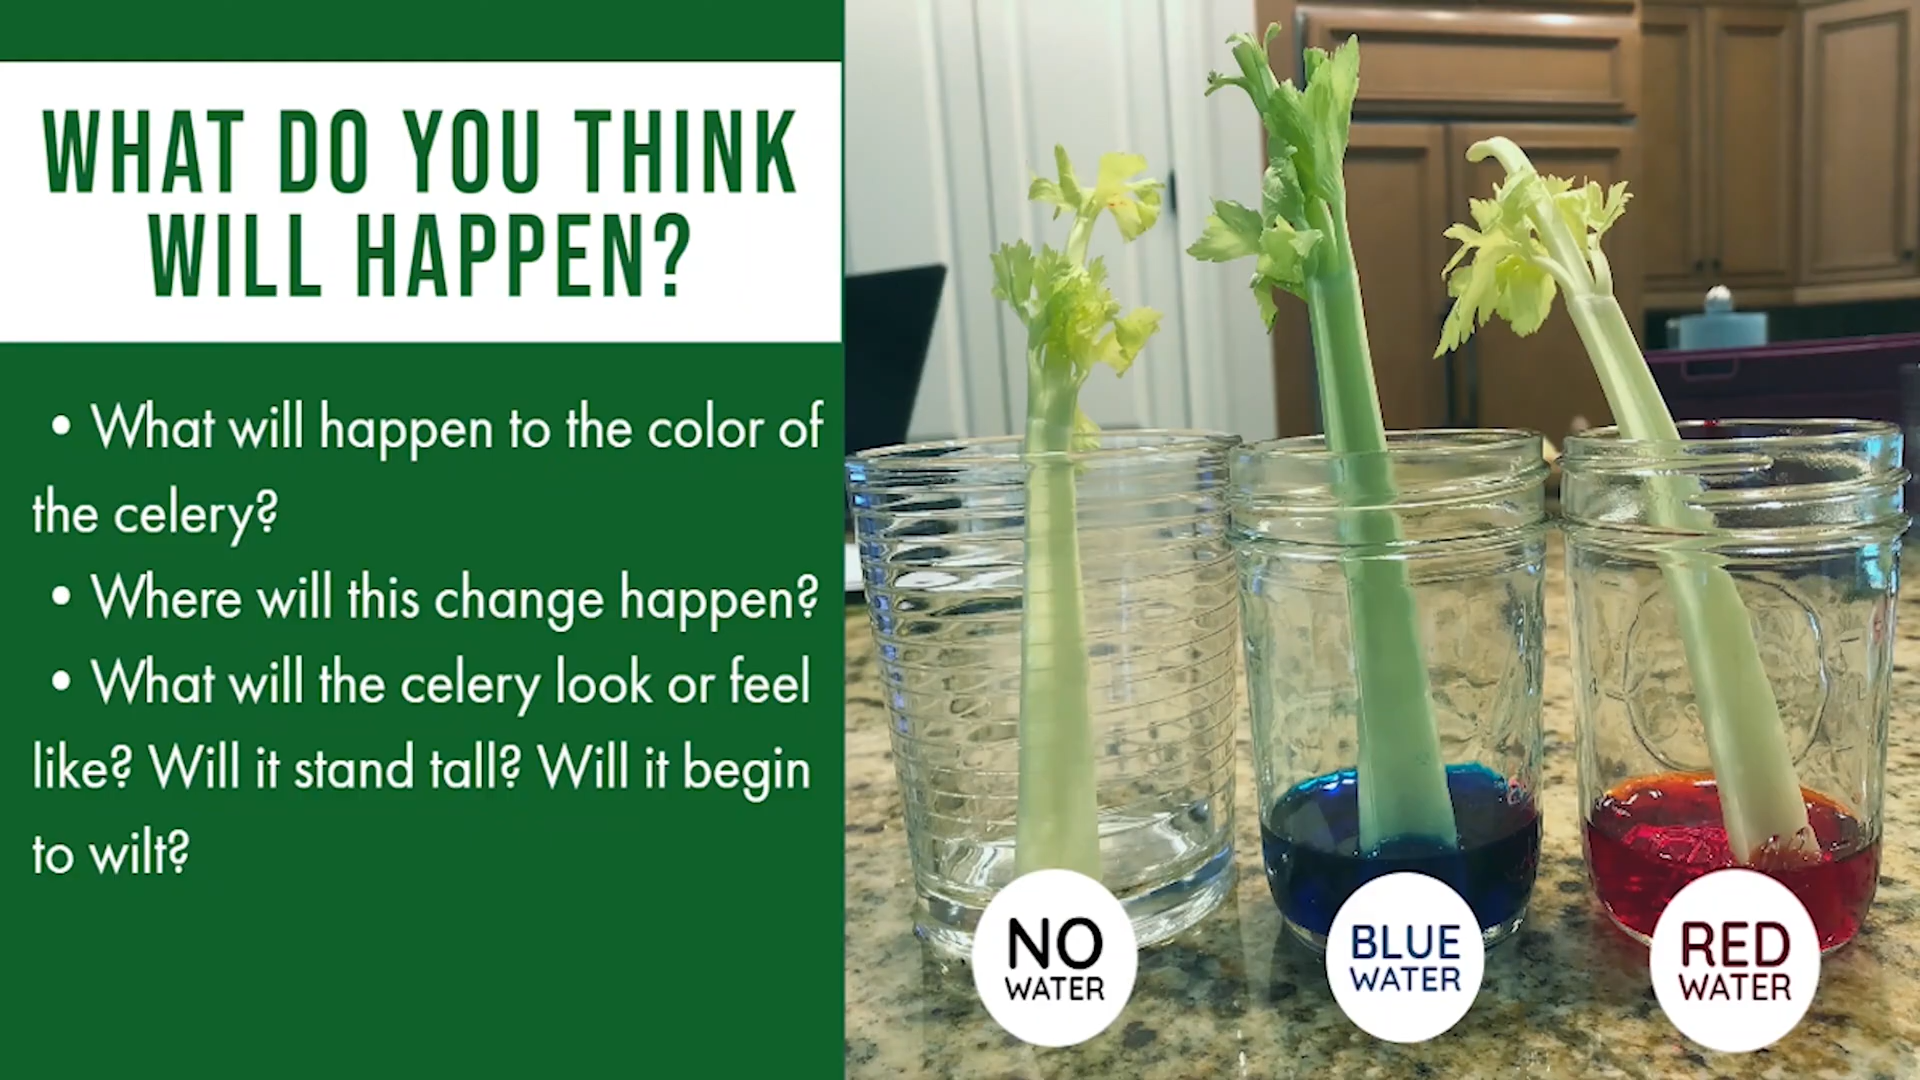 WHAT DO YOU THINK
WILL HAPPEN?
• What will happen to the color of
the celery?
• Where will this change happen?
• What will the celery look or feel
like? Will it stand tall? Will it begin
to wilt?
NO
WATER
BLUE
WATER
RED
WATER